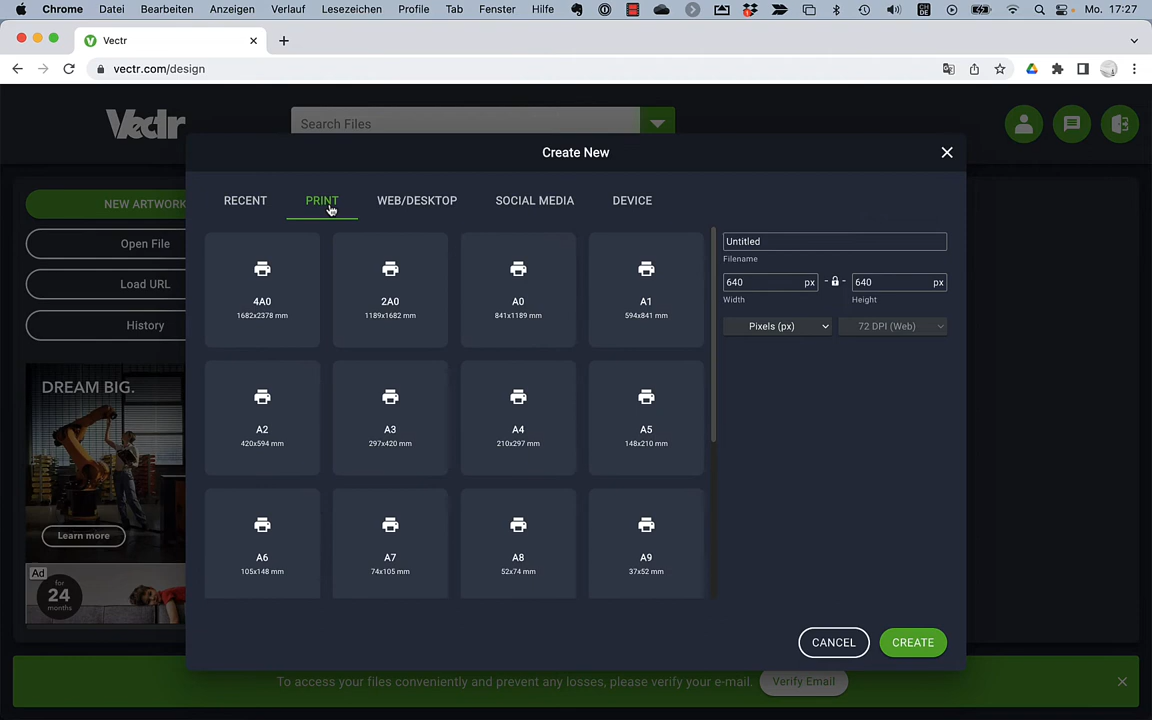 Chrome Datei Bearbeiten Anzeigen Verlauf Lesezeichen Profile Tab Fenster Hilfe CH DE Mo. 17:27
Vectr
vectr.com/design
Vectr
Search Files
Create New
RECENT PRINT WEB/DESKTOP SOCIAL MEDIA DEVICE
NEW ARTWORK
Open File
Load URL
History
4A0 2A0 A0 A1
1682x2378 mm 1189x1682 mm 841x1189 mm 594x841 mm
A2 A3 A4 A5
420x594 mm 297x420 mm 210x297 mm 148x210 mm
A6 A7 A8 A9
105x148 mm 74x105 mm 52x74 mm 37x52 mm
Untitled
Filename
640 px 640 px
Width Height
Pixels (px) 72 DPI (Web)
DREAM BIG.
Learn more
Ad
for
24
months
CANCEL CREATE
To access your files conveniently and prevent any losses, please verify your e-mail. Verify Email